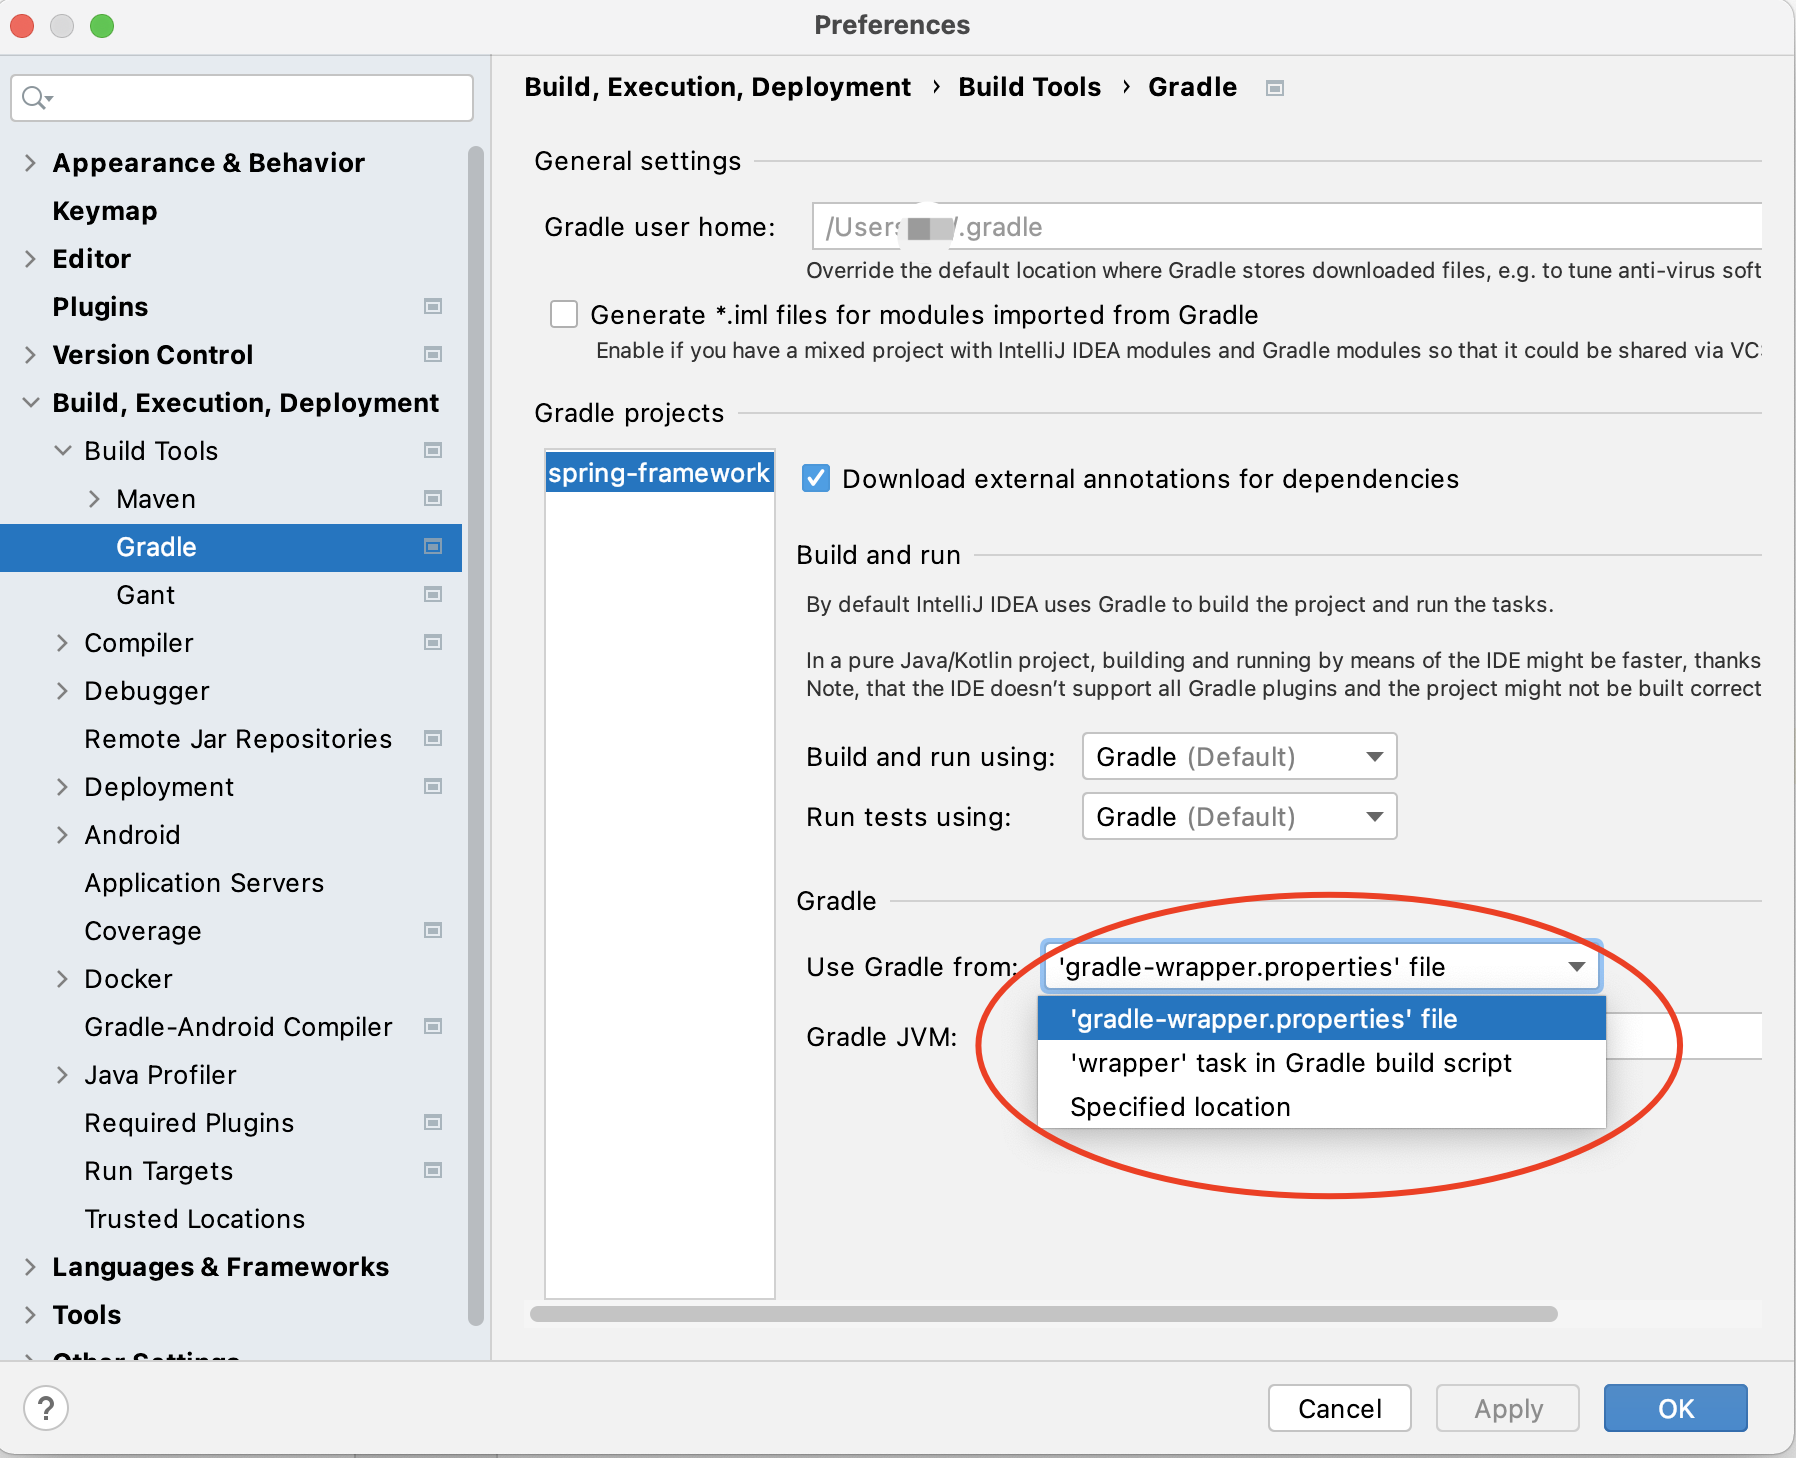 Preferences
Build, Execution, Deployment › Build Tools › Gradle
Appearance & Behavior
Keymap
Editor
Plugins
Version Control
Build, Execution, Deployment
Build Tools
Maven
Gradle
Gant
Compiler
Debugger
Remote Jar Repositories
Deployment
Android
Application Servers
Coverage
Docker
Gradle-Android Compiler
Java Profiler
Required Plugins
Run Targets
Trusted Locations
Languages & Frameworks
Tools
Other Settings
General settings
Gradle user home: /Users /.gradle
Override the default location where Gradle stores downloaded files, e.g. to tune anti-virus soft
Generate *.iml files for modules imported from Gradle
Enable if you have a mixed project with IntelliJ IDEA modules and Gradle modules so that it could be shared via VC
Gradle projects
spring-framework
Download external annotations for dependencies
Build and run
By default IntelliJ IDEA uses Gradle to build the project and run the tasks.
In a pure Java/Kotlin project, building and running by means of the IDE might be faster, thanks
Note, that the IDE doesn't support all Gradle plugins and the project might not be built correct
Build and run using: Gradle (Default)
Run tests using: Gradle (Default)
Gradle
Use Gradle from: 'gradle-wrapper.properties' file
'gradle-wrapper.properties' file
Gradle JVM:
'wrapper' task in Gradle build script
Specified location
?
Cancel
Apply
OK